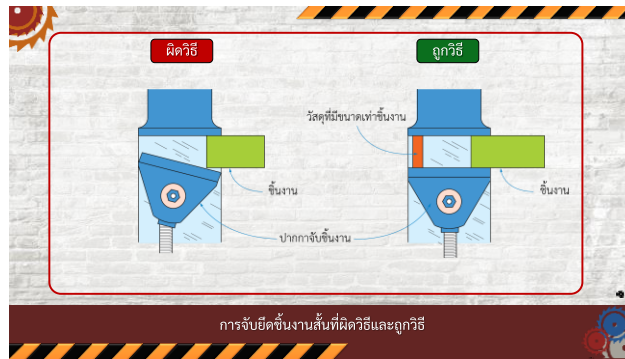 ผิดวิธี
ถูกวิธี
วัสดุที่มีขนาดเท่าชิ้นงาน
ชิ้นงาน
ชิ้นงาน
ปากกาจับชิ้นงาน
การจับยึดชิ้นงานสั้นที่ผิดวิธีและถูกวิธี